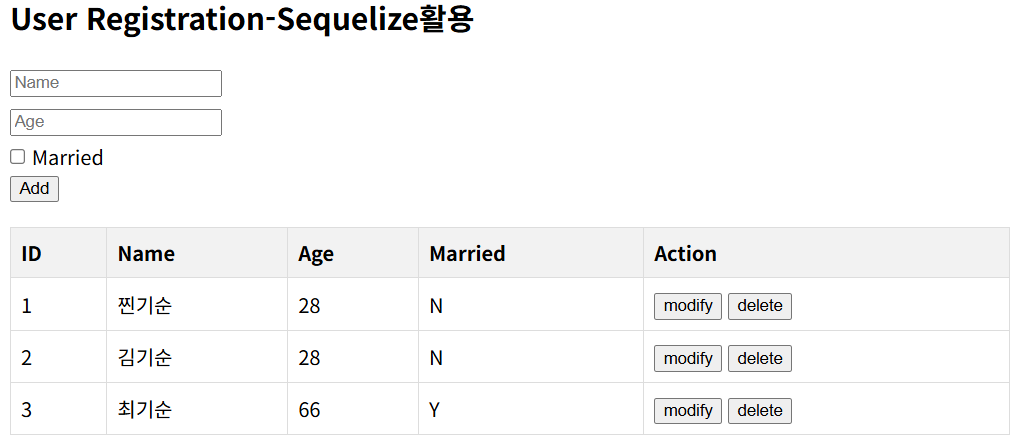 User Registration-Sequelize활용
Name
Age
Married
Add
ID Name Age Married Action
1 찐기순 28 N modify delete
2 김기순 28 N modify delete
3 최기순 66 Y modify delete